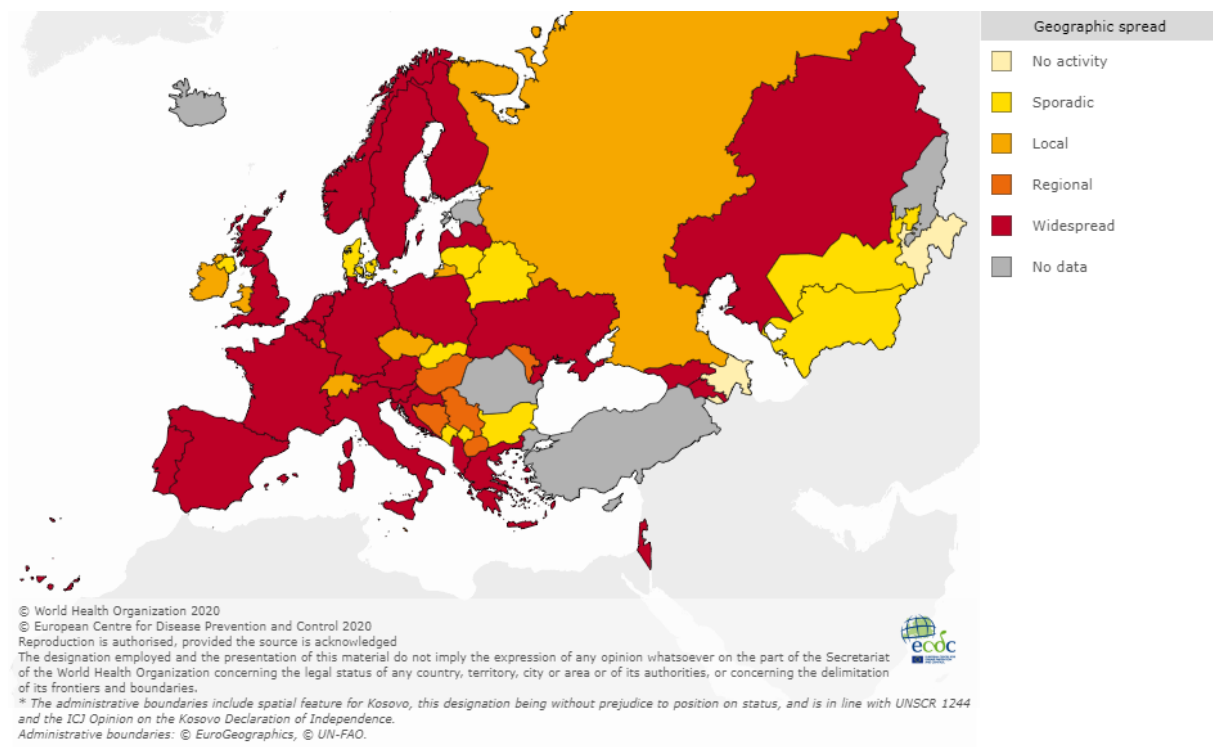 Geographic spread
No activity
Sporadic
Local
Regional
Widespread
No data
© World Health Organization 2020
© European Centre for Disease Prevention and Control 2020
Reproduction is authorised, provided the source is acknowledged
The designation employed and the presentation of this material do not imply the expression of any opinion whatsoever on the part of the Secretariat
of the World Health Organization concerning the legal status of any country, territory, city or area or of its authorities, or concerning the delimitation
of its frontiers and boundaries.
* The administrative boundaries include spatial feature for Kosovo, this designation being without prejudice to position on status, and is in line with UNSCR 1244
and the ICJ Opinion on the Kosovo Declaration of Independence.
Administrative boundaries: © EuroGeographics, © UN-FAO.
ecdc